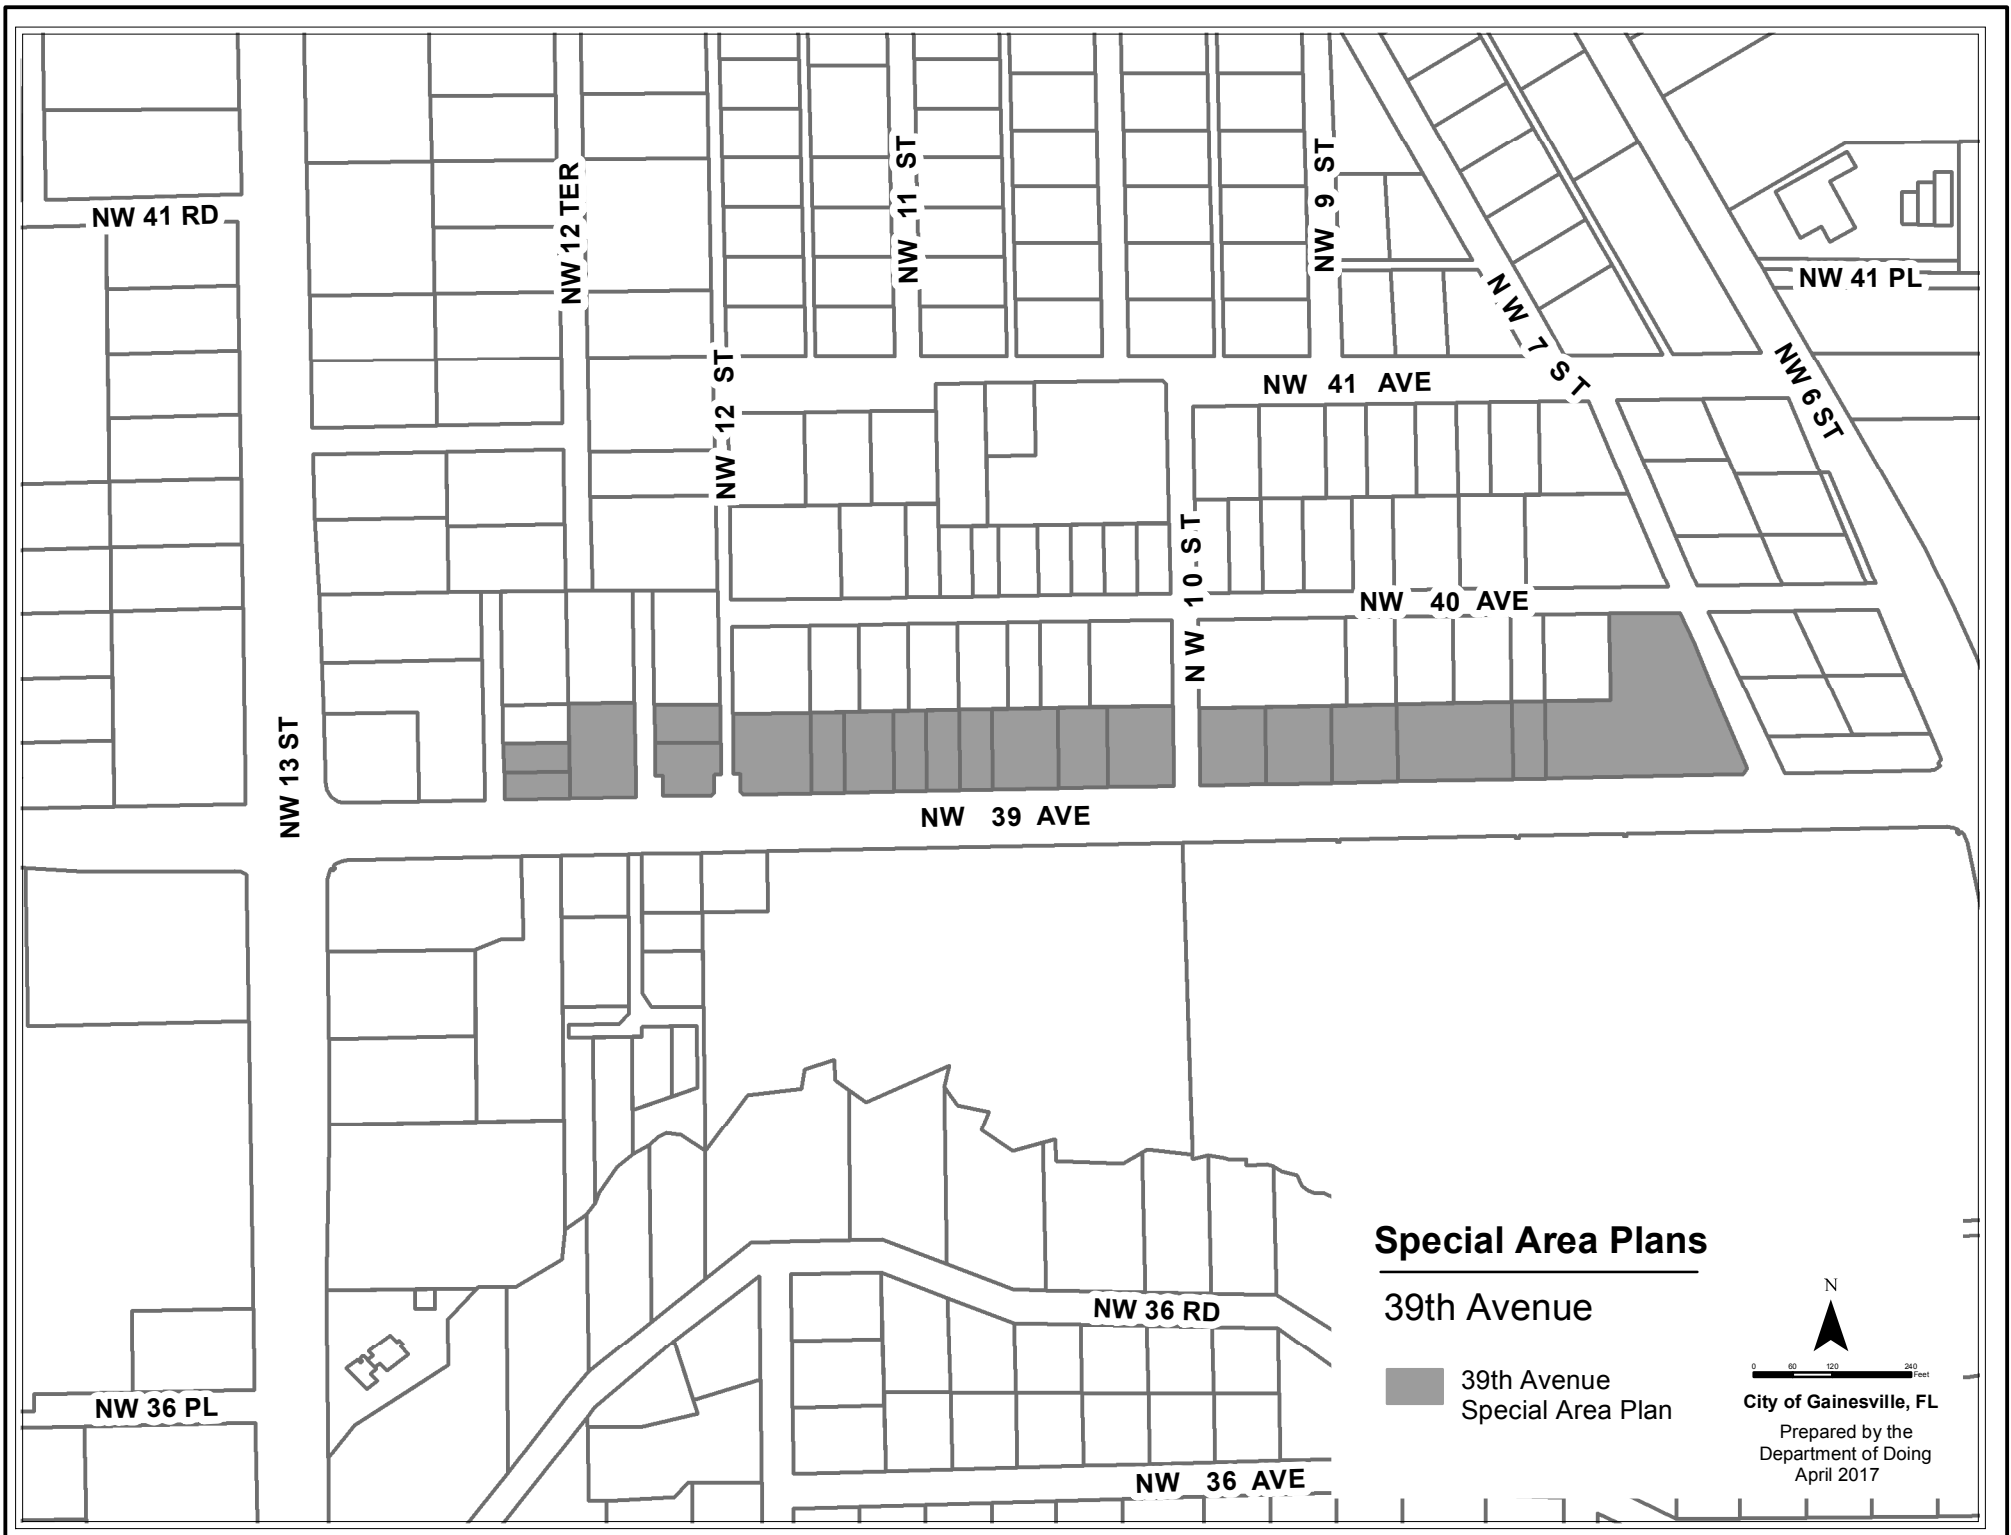 NW 41 RD
NW 12 TER
NW 11 ST
NW 9 ST
NW 41 PL
NW 7 ST
NW 6 ST
NW 12 ST
NW 41 AVE
NW 10 ST
NW 40 AVE
NW 13 ST
NW 39 AVE
NW 36 RD
NW 36 PL
NW 36 AVE
Special Area Plans
39th Avenue
39th Avenue
Special Area Plan
N
0 60 120 240
Feet
City of Gainesville, FL
Prepared by the
Department of Doing
April 2017